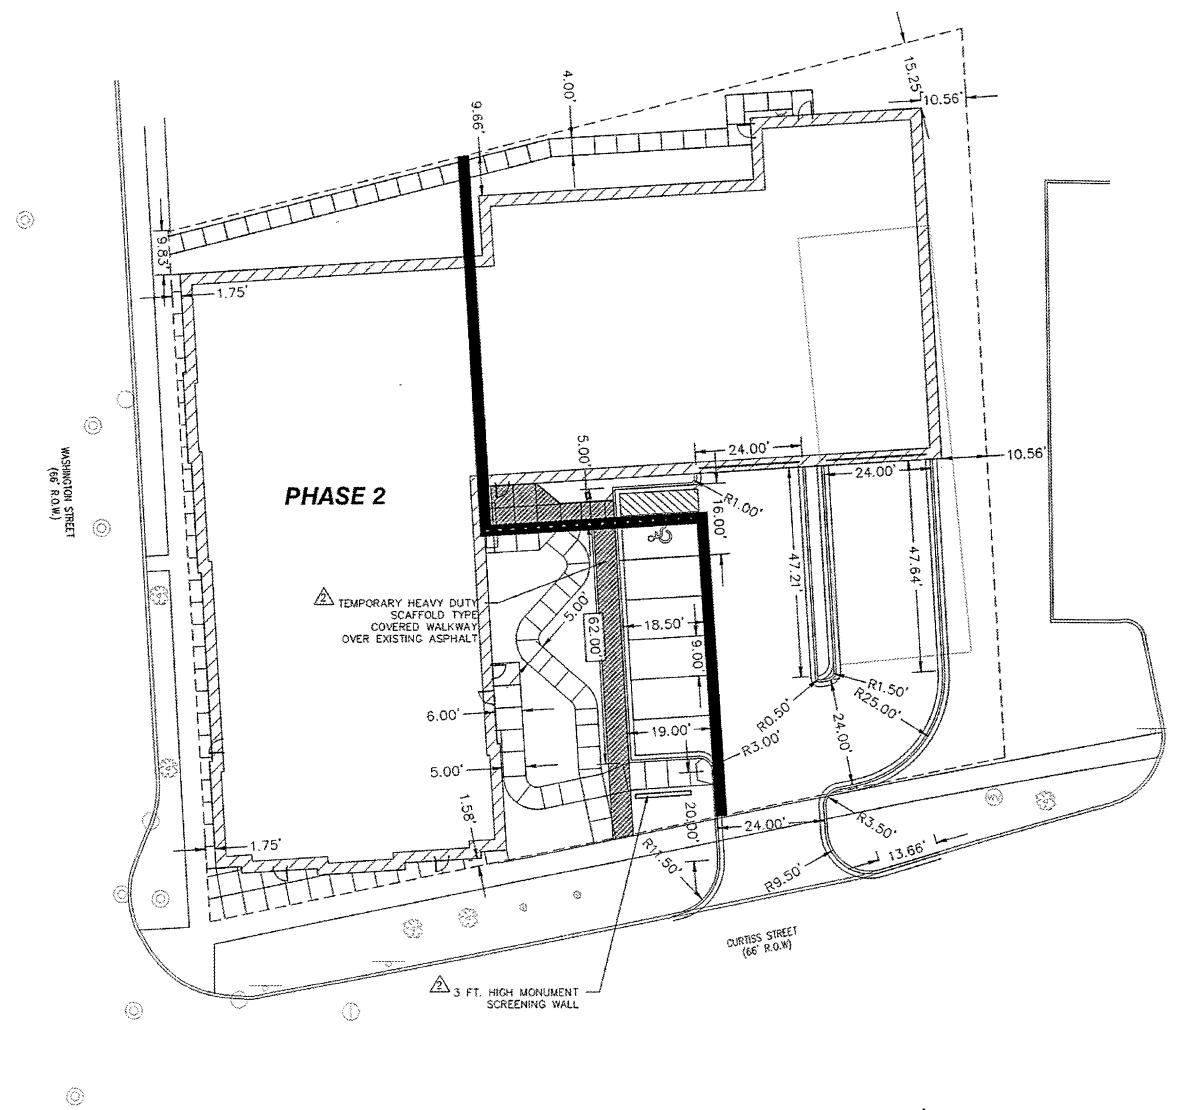 15.25'
10.56'
4.00'
9.66'
9.83'
1.75'
WASHINGTON STREET
(66' R.O.W.)
PHASE 2
5.00'
24.00'
10.56'
24.00'
R1.00'
16.00'
47.21'
47.64'
2
TEMPORARY HEAVY DUTY
SCAFFOLD TYPE
COVERED WALKWAY
OVER EXISTING ASPHALT
5.00'
62.00'
18.50'
9.00'
R1.50'
R25.00'
R0.50'
24.00'
6.00'
19.00'
R3.00'
5.00'
1.58'
20.00'
24.00'
R3.50'
1.75'
R11.50'
13.66'
R9.50'
CURTISS STREET
(66' R.O.W)
2
3 FT. HIGH MONUMENT
SCREENING WALL